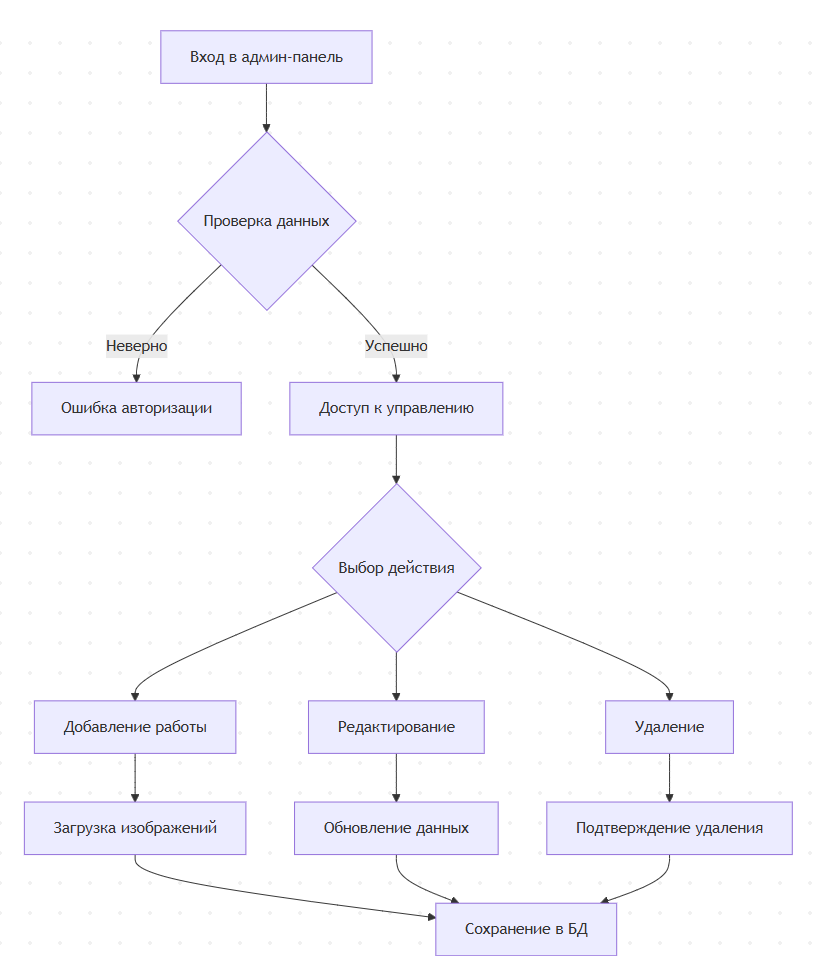 Вход в админ-панель
Проверка данных
Неверно
Успешно
Ошибка авторизации
Доступ к управлению
Выбор действия
Добавление работы
Редактирование
Удаление
Загрузка изображений
Обновление данных
Подтверждение удаления
Сохранение в БД